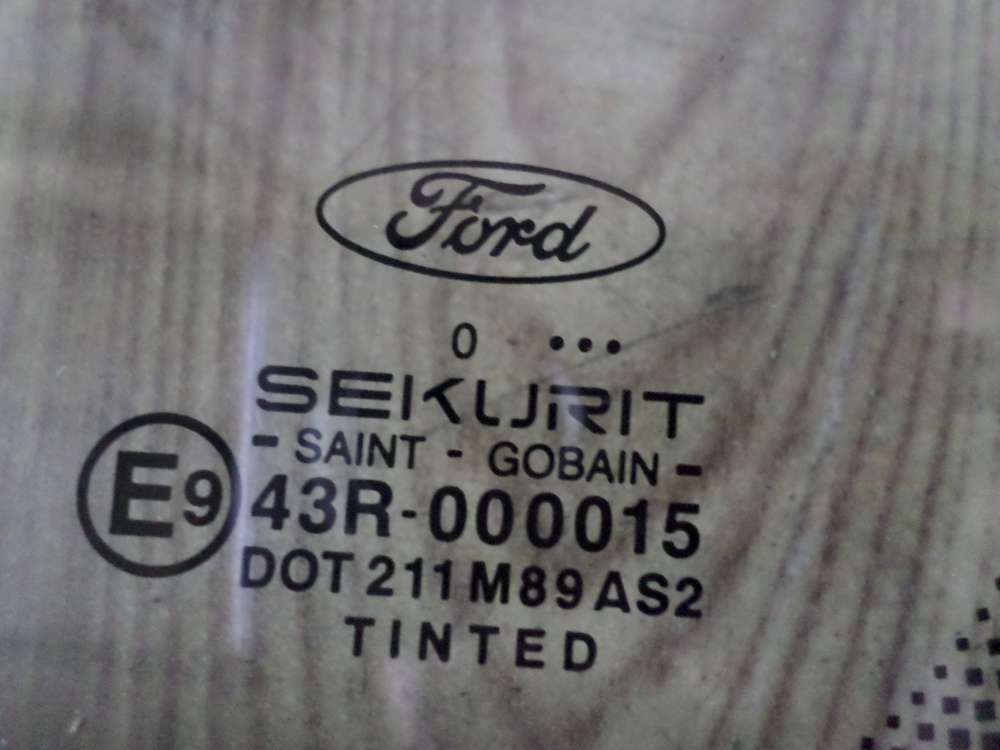 Ford
0 •••
SEKURIT
- SAINT - GOBAIN -
E9 43R-000015
DOT 211 M89 AS2
TINTED